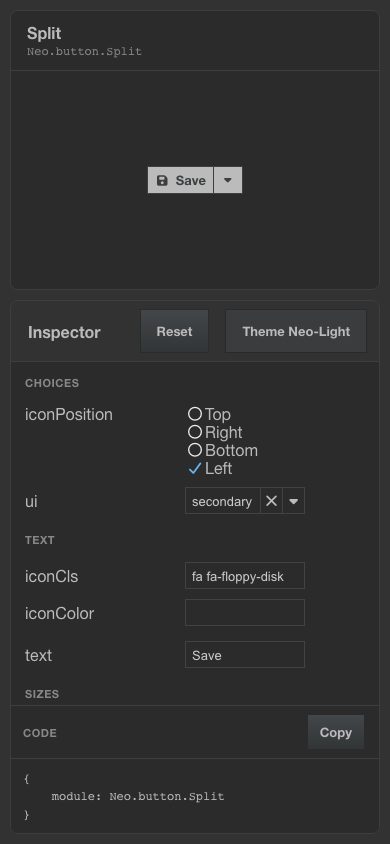 Split
Neo.button.Split
Save
Inspector
Reset
Theme Neo-Light
CHOICES
iconPosition
Top
Right
Bottom
Left
ui
secondary
TEXT
iconCls
fa fa-floppy-disk
iconColor
text
Save
SIZES
CODE
Copy
{
module: Neo.button.Split
}